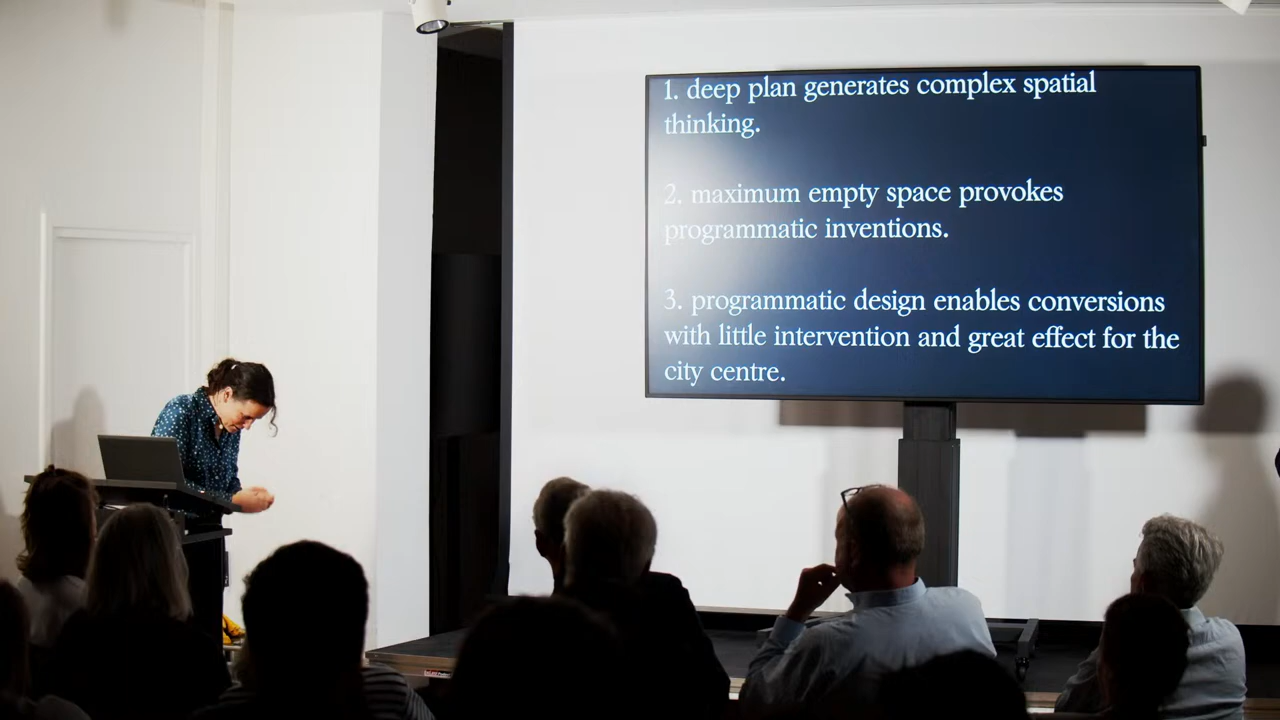 1. deep plan generates complex spatial
thinking.
2. maximum empty space provokes
programmatic inventions.
3. programmatic design enables conversions
with little intervention and great effect for the
city centre.